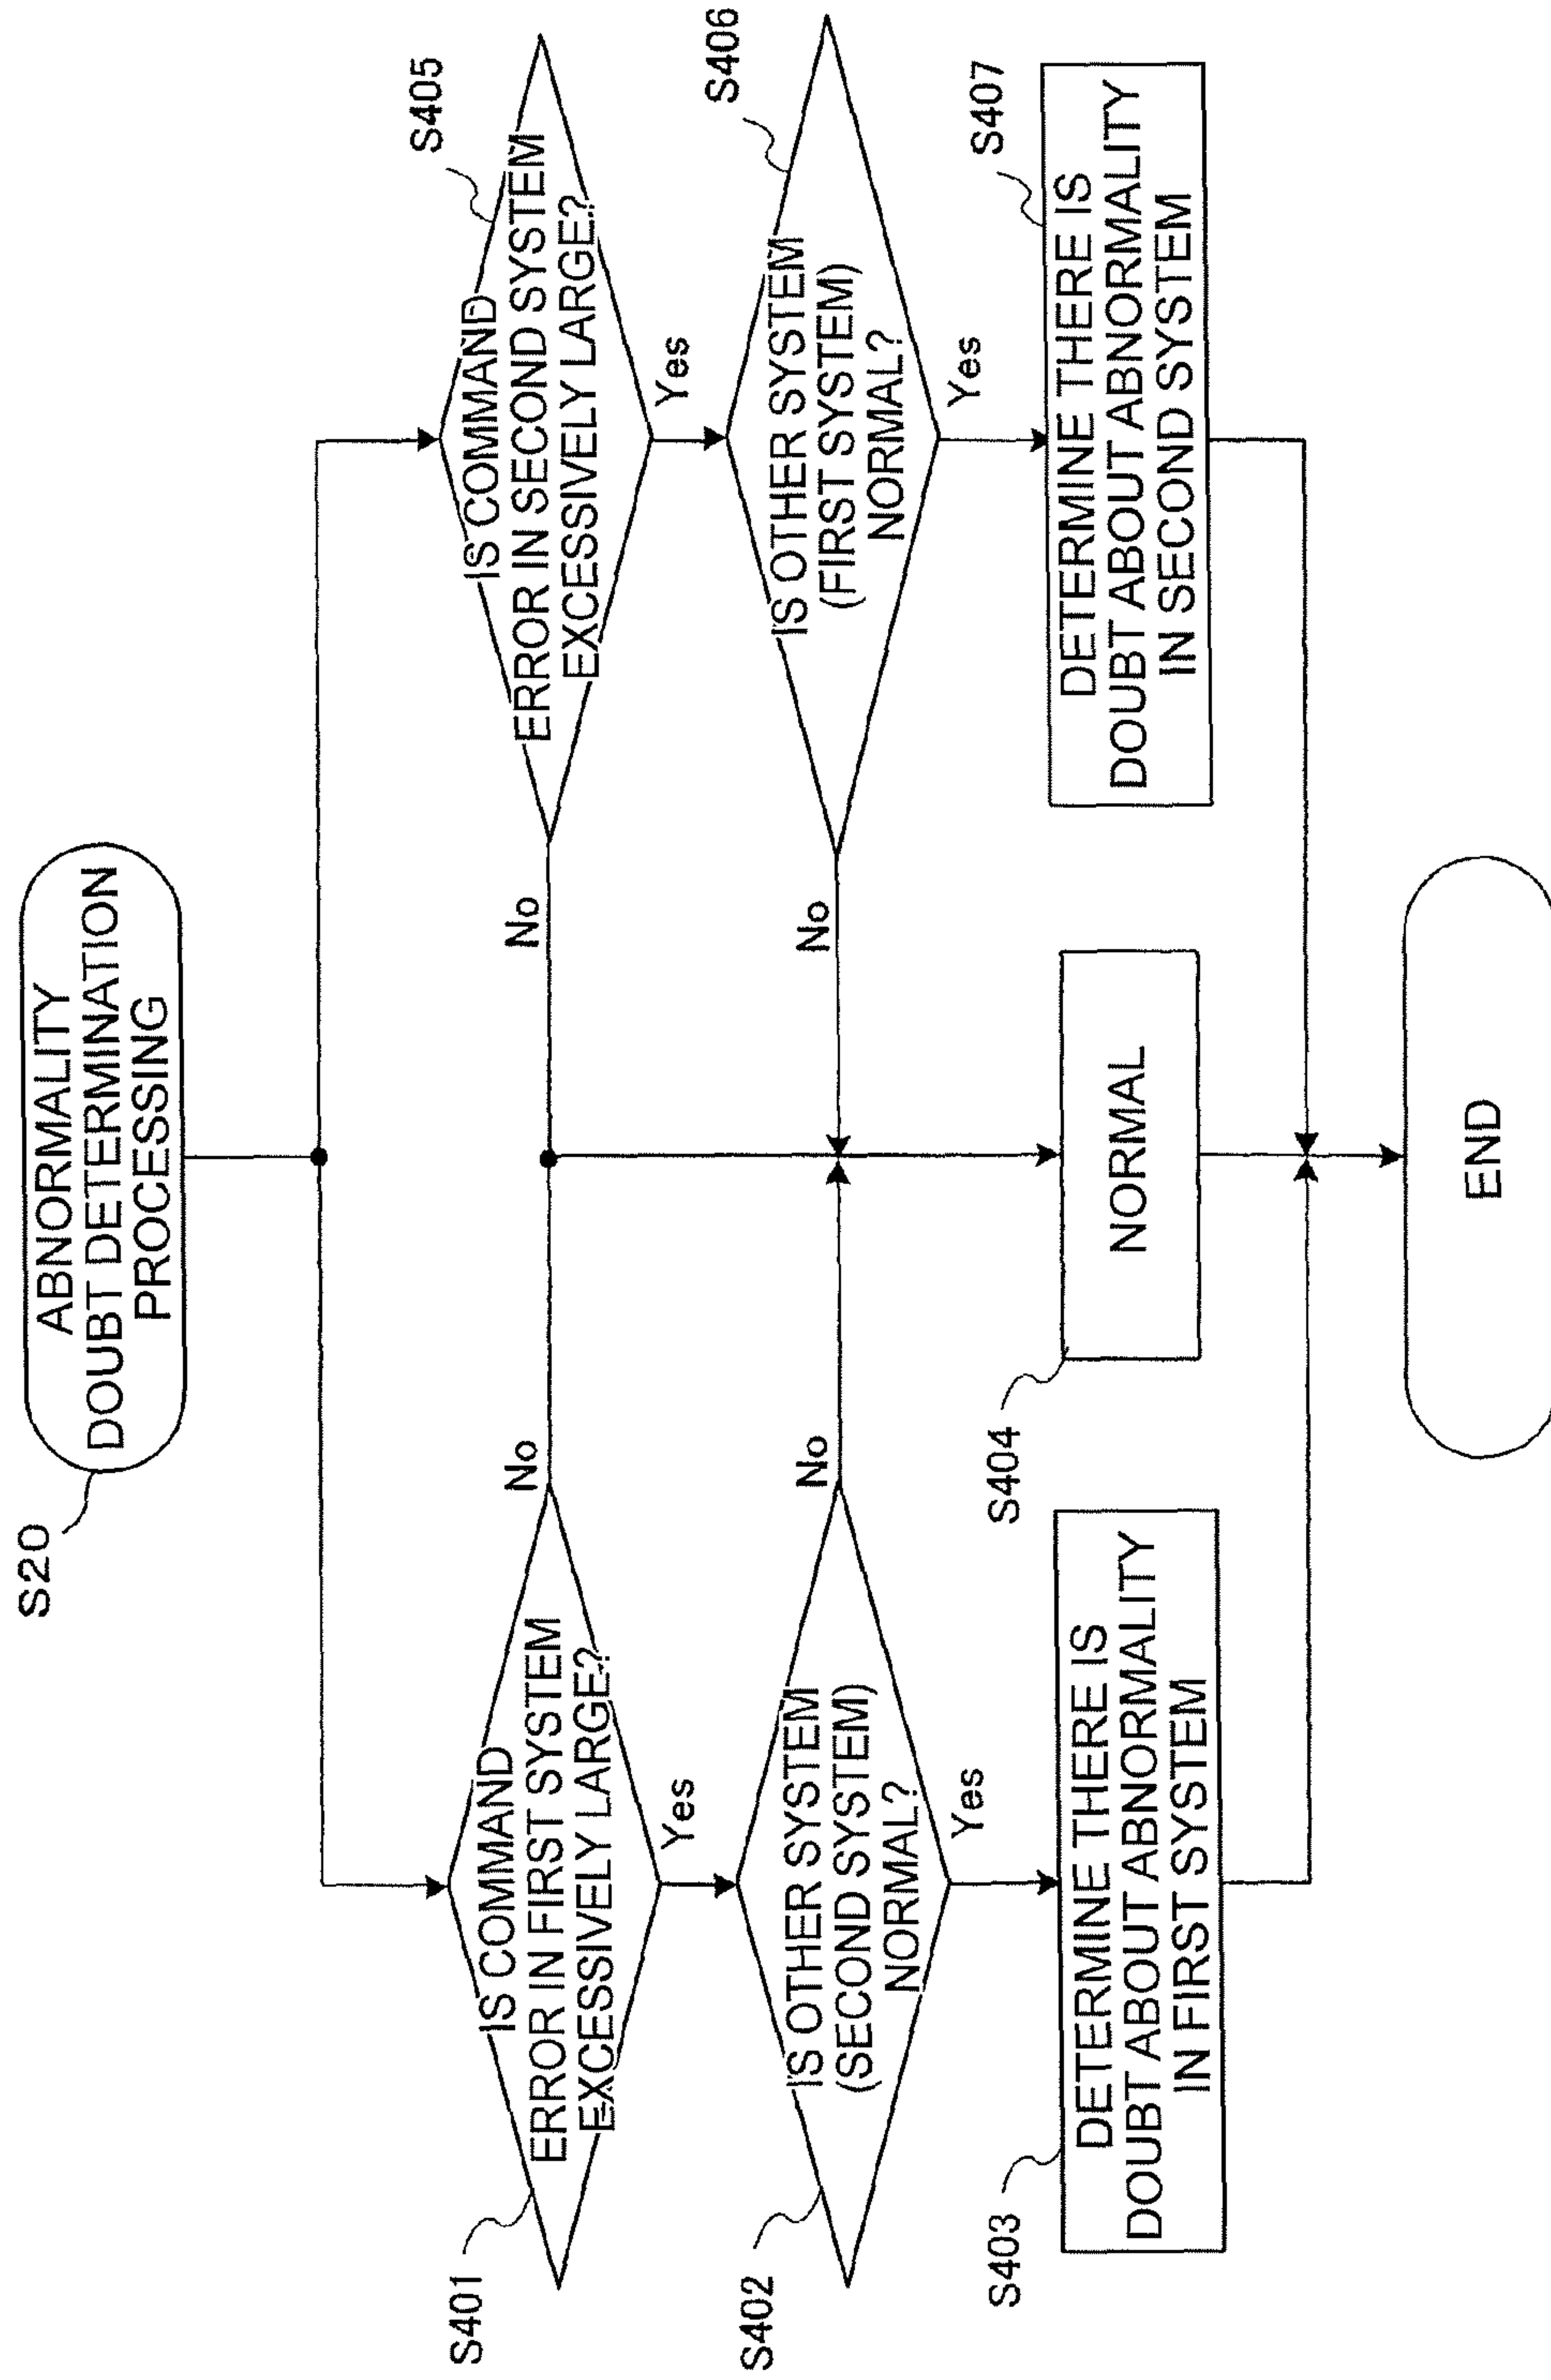 S20
ABNORMALITY
DOUBT DETERMINATION
PROCESSING
S401
IS COMMAND
ERROR IN FIRST SYSTEM
EXCESSIVELY LARGE?
No
Yes
No
IS COMMAND
ERROR IN SECOND SYSTEM
EXCESSIVELY LARGE?
S405
Yes
S402
IS OTHER SYSTEM
(SECOND SYSTEM)
NORMAL?
No
Yes
No
IS OTHER SYSTEM
(FIRST SYSTEM)
NORMAL?
S406
Yes
S403
DETERMINE THERE IS
DOUBT ABOUT ABNORMALITY
IN FIRST SYSTEM
S404
NORMAL
DETERMINE THERE IS
DOUBT ABOUT ABNORMALITY
IN SECOND SYSTEM
S407
END